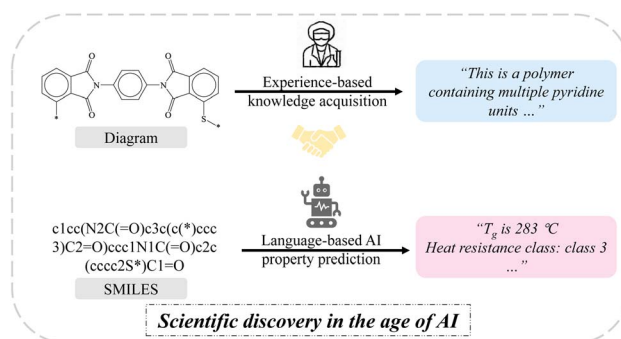 O
O
N
N
O
O
*
S
*
Diagram
Experience-based
knowledge acquisition
“This is a polymer
containing multiple pyridine
units ...”
c1cc(N2C(=O)c3c(c(*)ccc
3)C2=O)ccc1N1C(=O)c2c
(cccc2S*)C1=O
SMILES
Language-based AI
property prediction
“Tg is 283 ℃
Heat resistance class: class 3
...”
Scientific discovery in the age of AI